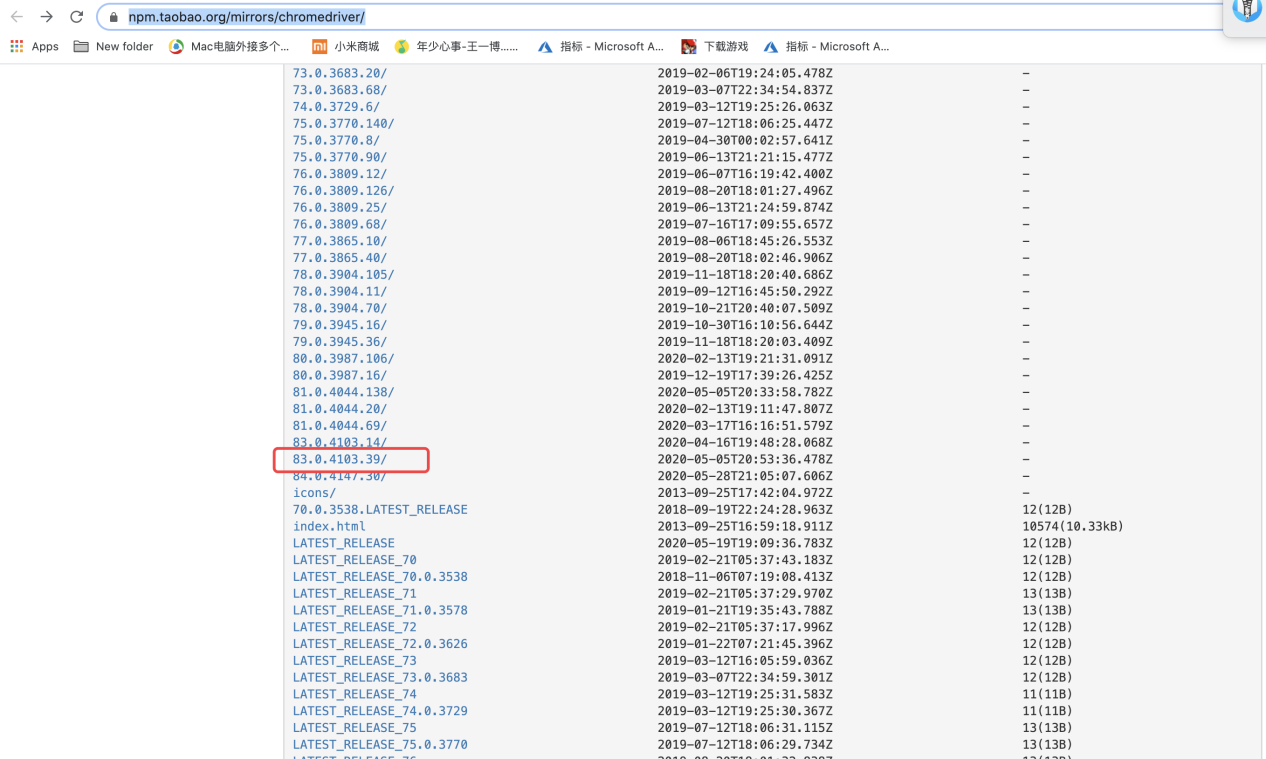 npm.taobao.org/mirrors/chromedriver/
Apps New folder Mac电脑外接多个... 小米商城 年少心事-王一博...... 指标 - Microsoft A... 下载游戏 指标 - Microsoft A...
73.0.3683.20/ 2019-02-06T19:24:05.478Z -
73.0.3683.68/ 2019-03-07T22:34:54.837Z -
74.0.3729.6/ 2019-03-12T19:25:26.063Z -
75.0.3770.140/ 2019-07-12T18:06:25.447Z -
75.0.3770.8/ 2019-04-30T00:02:57.641Z -
75.0.3770.90/ 2019-06-13T21:21:15.477Z -
76.0.3809.12/ 2019-06-07T16:19:42.400Z -
76.0.3809.126/ 2019-08-20T18:01:27.496Z -
76.0.3809.25/ 2019-06-13T21:24:59.874Z -
76.0.3809.68/ 2019-07-16T17:09:55.657Z -
77.0.3865.10/ 2019-08-06T18:45:26.553Z -
77.0.3865.40/ 2019-08-20T18:02:46.906Z -
78.0.3904.105/ 2019-11-18T18:20:40.686Z -
78.0.3904.11/ 2019-09-12T16:45:50.292Z -
78.0.3904.70/ 2019-10-21T20:40:07.509Z -
79.0.3945.16/ 2019-10-30T16:10:56.644Z -
79.0.3945.36/ 2019-11-18T18:20:03.409Z -
80.0.3987.106/ 2020-02-13T19:21:31.091Z -
80.0.3987.16/ 2019-12-19T17:39:26.425Z -
81.0.4044.138/ 2020-05-05T20:33:58.782Z -
81.0.4044.20/ 2020-02-13T19:11:47.807Z -
81.0.4044.69/ 2020-03-17T16:16:51.579Z -
83.0.4103.14/ 2020-04-16T19:48:28.068Z -
83.0.4103.39/ 2020-05-05T20:53:36.478Z -
84.0.4147.30/ 2020-05-28T21:05:07.606Z -
icons/ 2013-09-25T17:42:04.972Z -
70.0.3538.LATEST_RELEASE 2018-09-19T22:24:28.963Z 12(12B)
index.html 2013-09-25T16:59:18.911Z 10574(10.33kB)
LATEST_RELEASE 2020-05-19T19:09:36.783Z 12(12B)
LATEST_RELEASE_70 2019-02-21T05:37:43.183Z 12(12B)
LATEST_RELEASE_70.0.3538 2018-11-06T07:19:08.413Z 12(12B)
LATEST_RELEASE_71 2019-02-21T05:37:29.970Z 13(13B)
LATEST_RELEASE_71.0.3578 2019-01-21T19:35:43.788Z 13(13B)
LATEST_RELEASE_72 2019-02-21T05:37:17.996Z 12(12B)
LATEST_RELEASE_72.0.3626 2019-01-22T07:21:45.396Z 12(12B)
LATEST_RELEASE_73 2019-03-12T16:05:59.036Z 12(12B)
LATEST_RELEASE_73.0.3683 2019-03-07T22:34:59.301Z 12(12B)
LATEST_RELEASE_74 2019-03-12T19:25:31.583Z 11(11B)
LATEST_RELEASE_74.0.3729 2019-03-12T19:25:30.367Z 11(11B)
LATEST_RELEASE_75 2019-07-12T18:06:31.115Z 13(13B)
LATEST_RELEASE_75.0.3770 2019-07-12T18:06:29.734Z 13(13B)